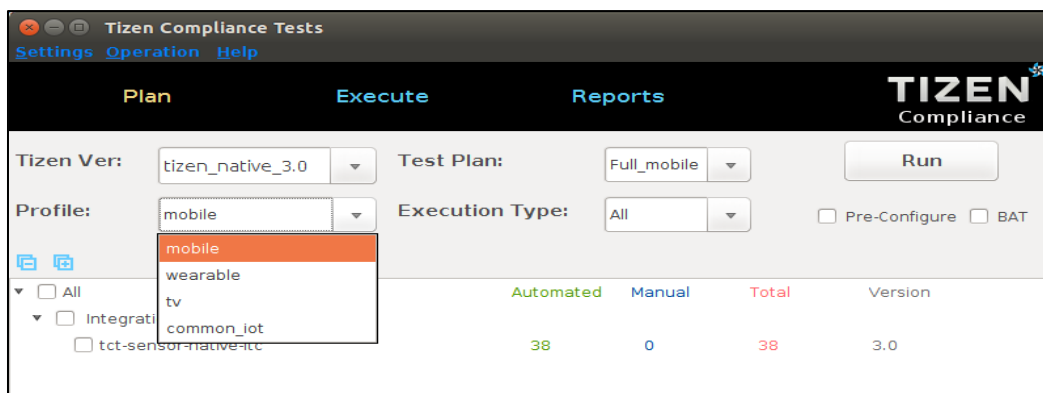 Tizen Compliance Tests
Settings Operation Help
Plan Execute Reports TIZEN
Compliance
Tizen Ver: tizen_native_3.0 Test Plan: Full_mobile Run
Profile: mobile Execution Type: All Pre-Configure BAT
mobile
wearable
tv
common_iot
All Automated Manual Total Version
Integrati
tct-sensor-native-itc 38 0 38 3.0